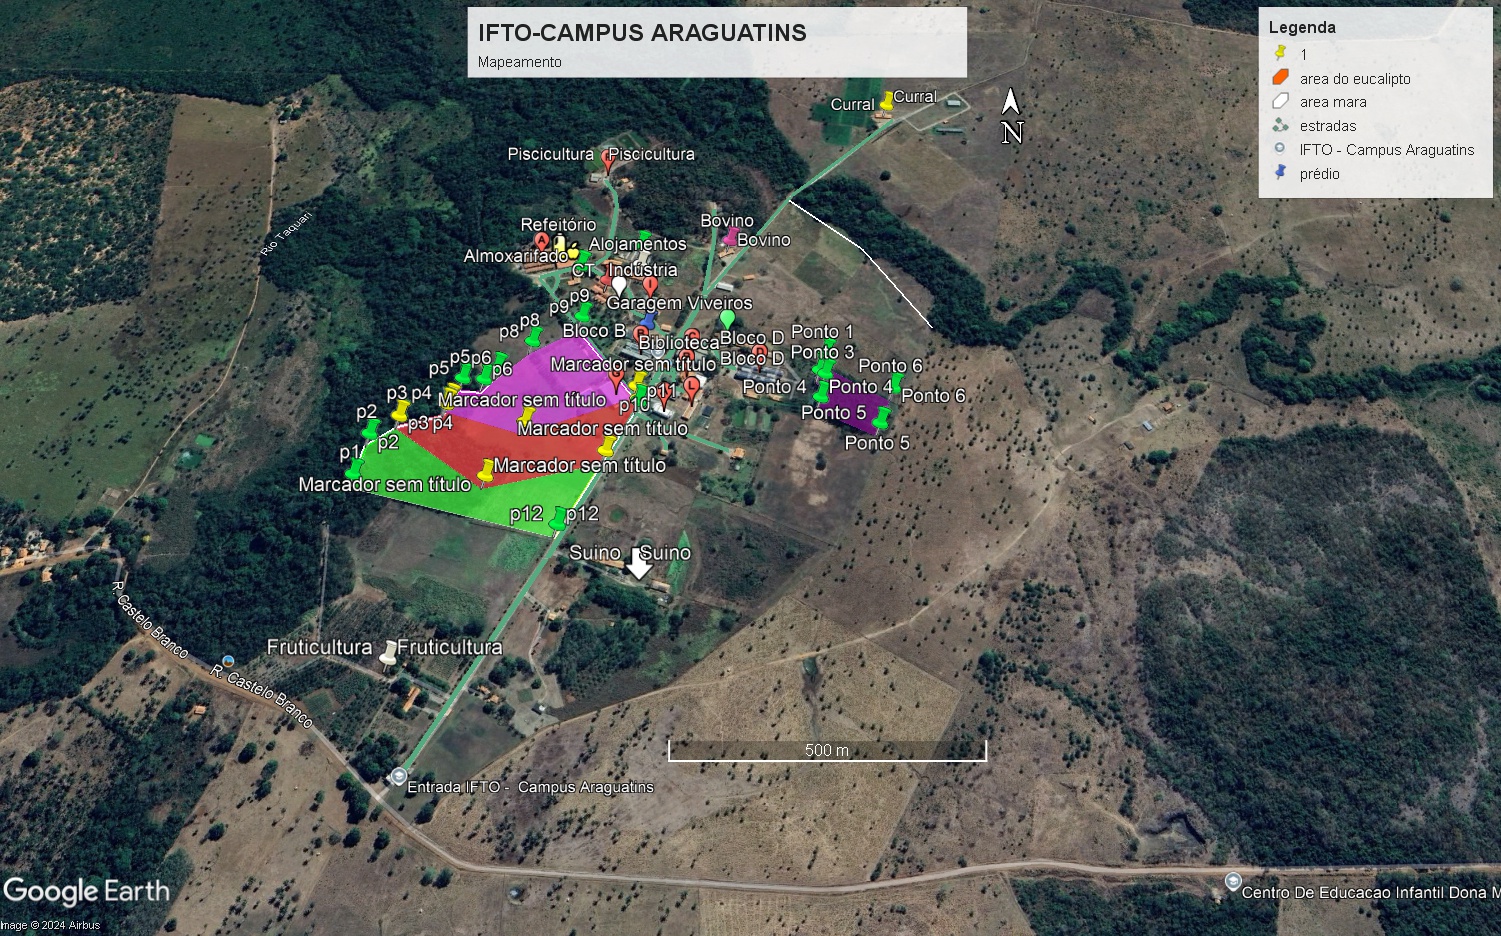 IFTO-CAMPUS ARAGUATINS
Mapeamento
Legenda
1
area do eucalipto
area mara
estradas
IFTO - Campus Araguatins
prédio
Curral Curral
Piscicultura Piscicultura
Rio Taquari
Refeitório
Bovino
Bovino
A
Alojamentos
Almoxarifado
CT Indústria
I
p9 p9
Garagem Viveiros
p8 p8
Bloco B
Biblioteca
Bloco D
Bloco D
Ponto 1
Ponto 3
p5 p6
p5 p6
Marcador sem título
Ponto 6
Ponto 4 Ponto 4
Ponto 6
L
p3 p4
p10 p11
Marcador sem título
p2
Ponto 5
p3 p4
Marcador sem título
p2
Ponto 5
p1
Marcador sem título
Marcador sem título
p12 p12
Suino Suino
R. Castelo Branco
Fruticultura Fruticultura
R. Castelo Branco
500 m
Entrada IFTO - Campus Araguatins
Google Earth
Centro De Educacao Infantil Dona M
Image © 2024 Airbus
N